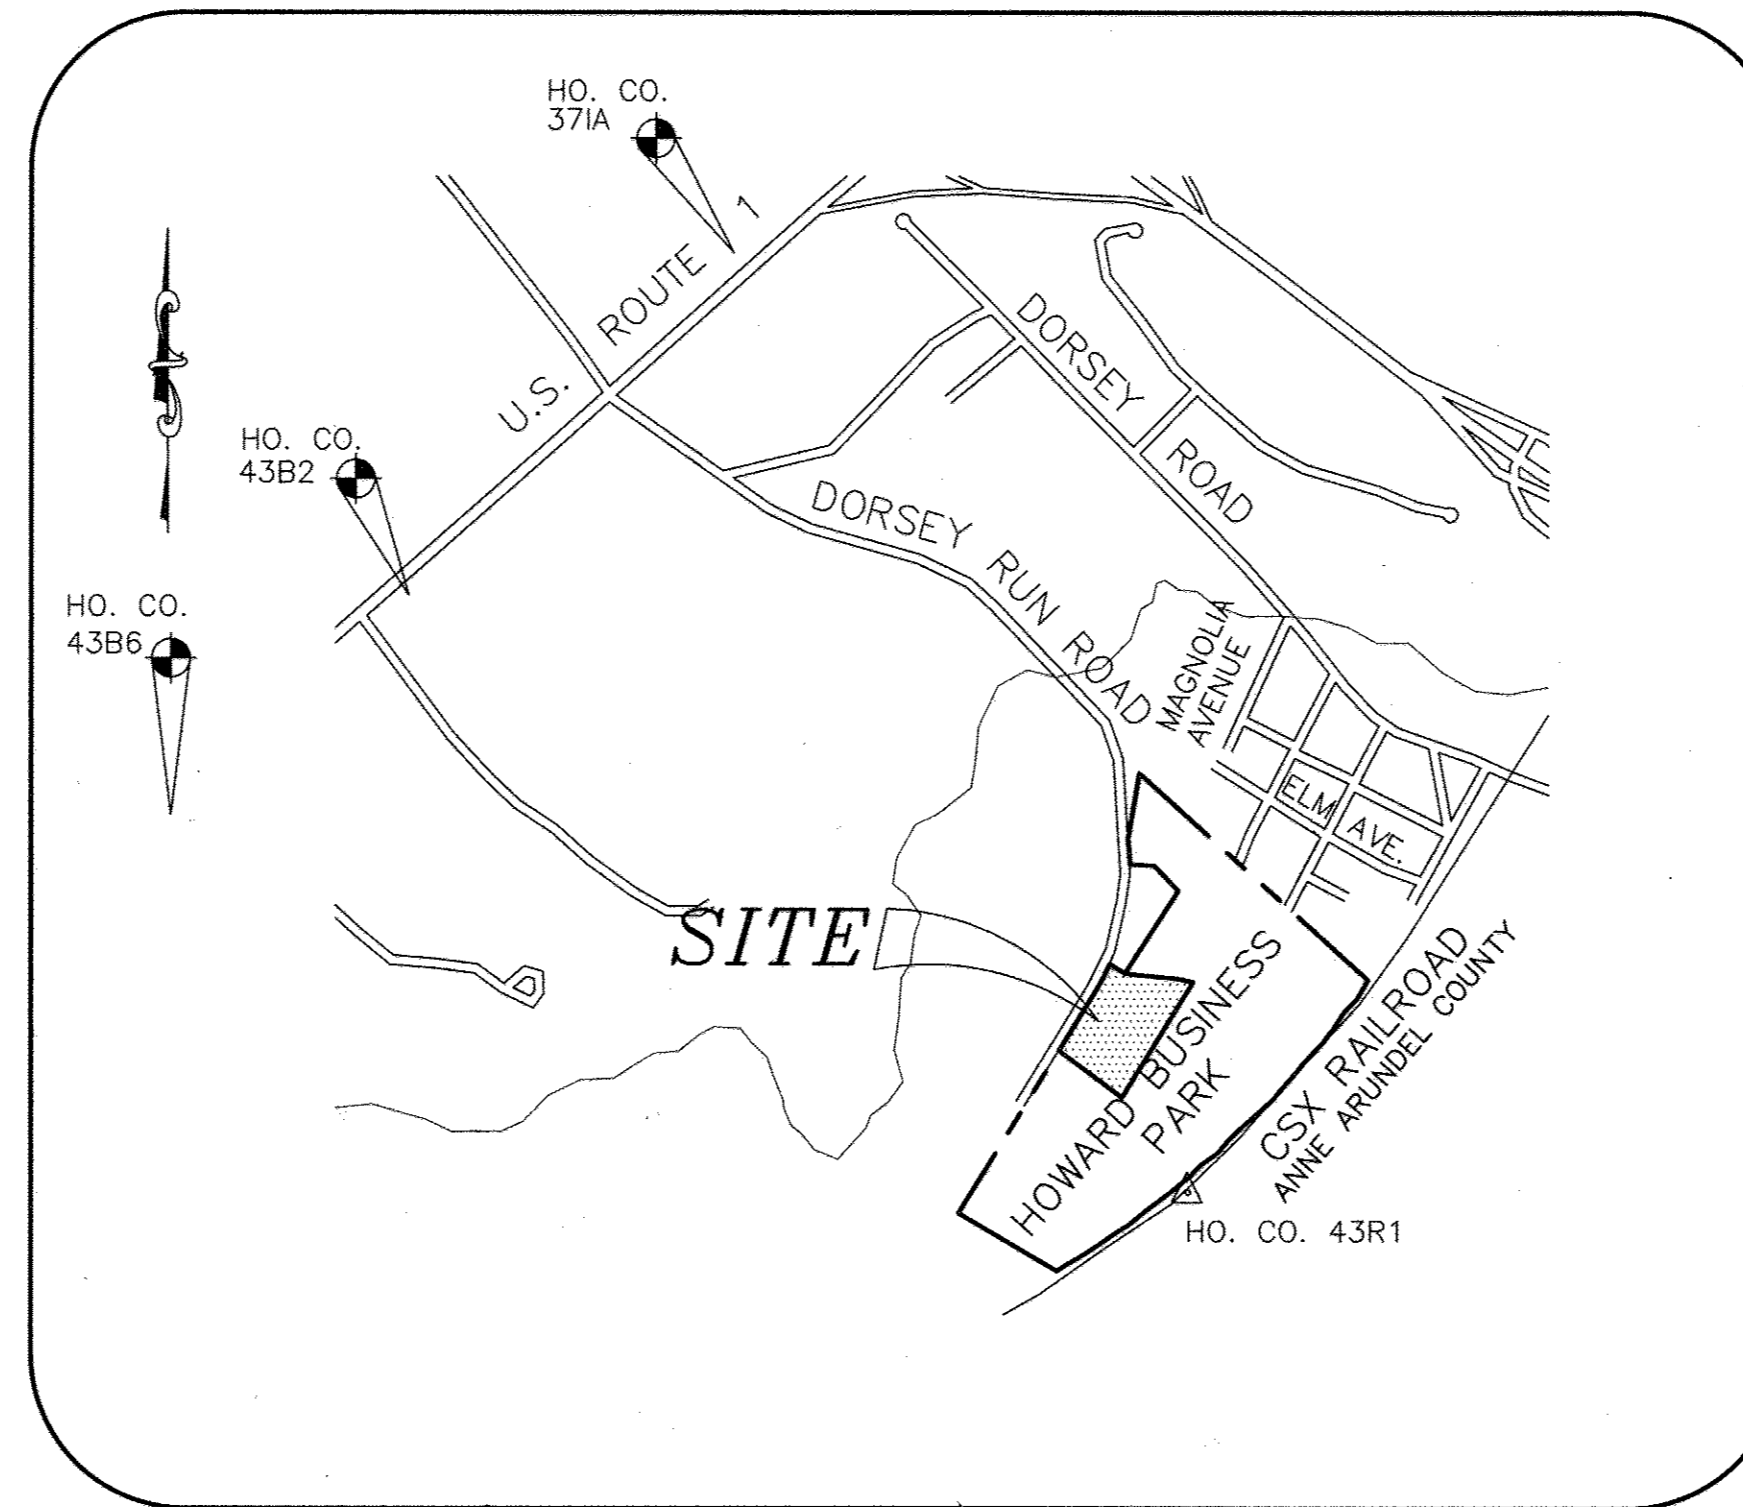 HO. CO.
371A
U.S. ROUTE 1
DORSEY ROAD
HO. CO.
43B2
DORSEY RUN ROAD
HO. CO.
43B6
MAGNOLIA
AVENUE
ELM AVE.
SITE
HOWARD BUSINESS
PARK
CSX RAILROAD
ANNE ARUNDEL COUNTY
HO. CO. 43R1